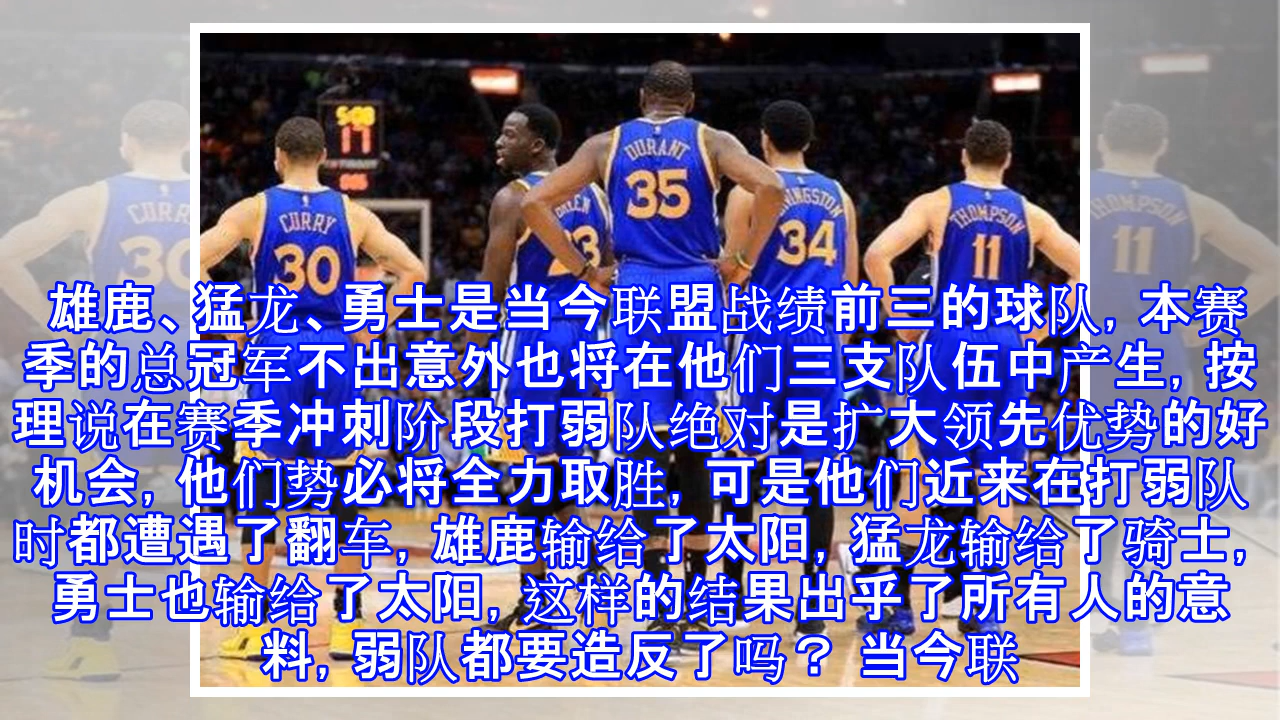 5:00
17
CURRY
30
DURANT
35
34
THOMPSON
11
雄鹿、猛龙、勇士是当今联盟战绩前三的球队, 本赛
季的总冠军不出意外也将在他们三支队伍中产生, 按
理说在赛季冲刺阶段打弱队绝对是扩大领先优势的好
机会, 他们势必将全力取胜, 可是他们近来在打弱队
时都遭遇了翻车, 雄鹿输给了太阳, 猛龙输给了骑士,
勇士也输给了太阳, 这样的结果出乎了所有人的意
料, 弱队都要造反了吗？ 当今联